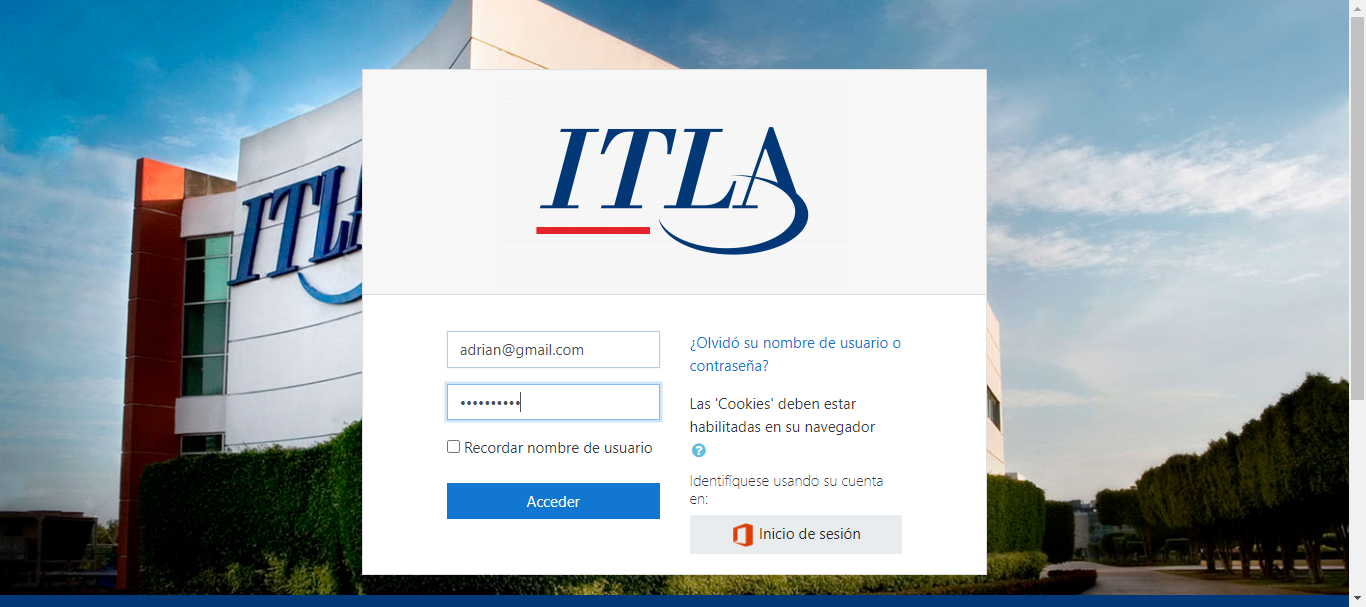 ITLA
ITLA
adrian@gmail.com
••••••••••
Recordar nombre de usuario
Acceder
¿Olvidó su nombre de usuario o
contraseña?
Las 'Cookies' deben estar
habilitadas en su navegador
?
Identifíquese usando su cuenta
en:
Inicio de sesión